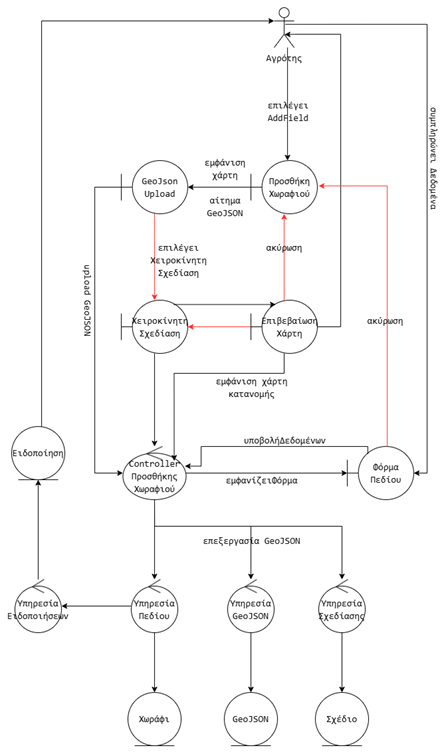 Αγρότης
επιλέγει
AddField
συμπληρώνει Δεδομένα
εμφάνιση
χάρτη
GeoJson
Upload
Προσθήκη
Χωραφιού
αίτημα
GeoJSON
επιλέγει
Χειροκίνητη
Σχεδίαση
ακύρωση
upload GeoJSON
Χειροκίνητη
Σχεδίαση
Επιβεβαίωση
Χάρτη
ακύρωση
εμφάνιση χάρτη
κατανομής
υποβολήΔεδομένων
Ειδοποίηση
Controller
Προσθήκης
Χωραφιού
εμφανίζειΦόρμα
Φόρμα
Πεδίου
επεξεργασία GeoJSON
Υπηρεσία
Ειδοποιήσεων
Υπηρεσία
Πεδίου
Υπηρεσία
GeoJSON
Υπηρεσία
Σχεδίασης
Χωράφι
GeoJSON
Σχέδιο